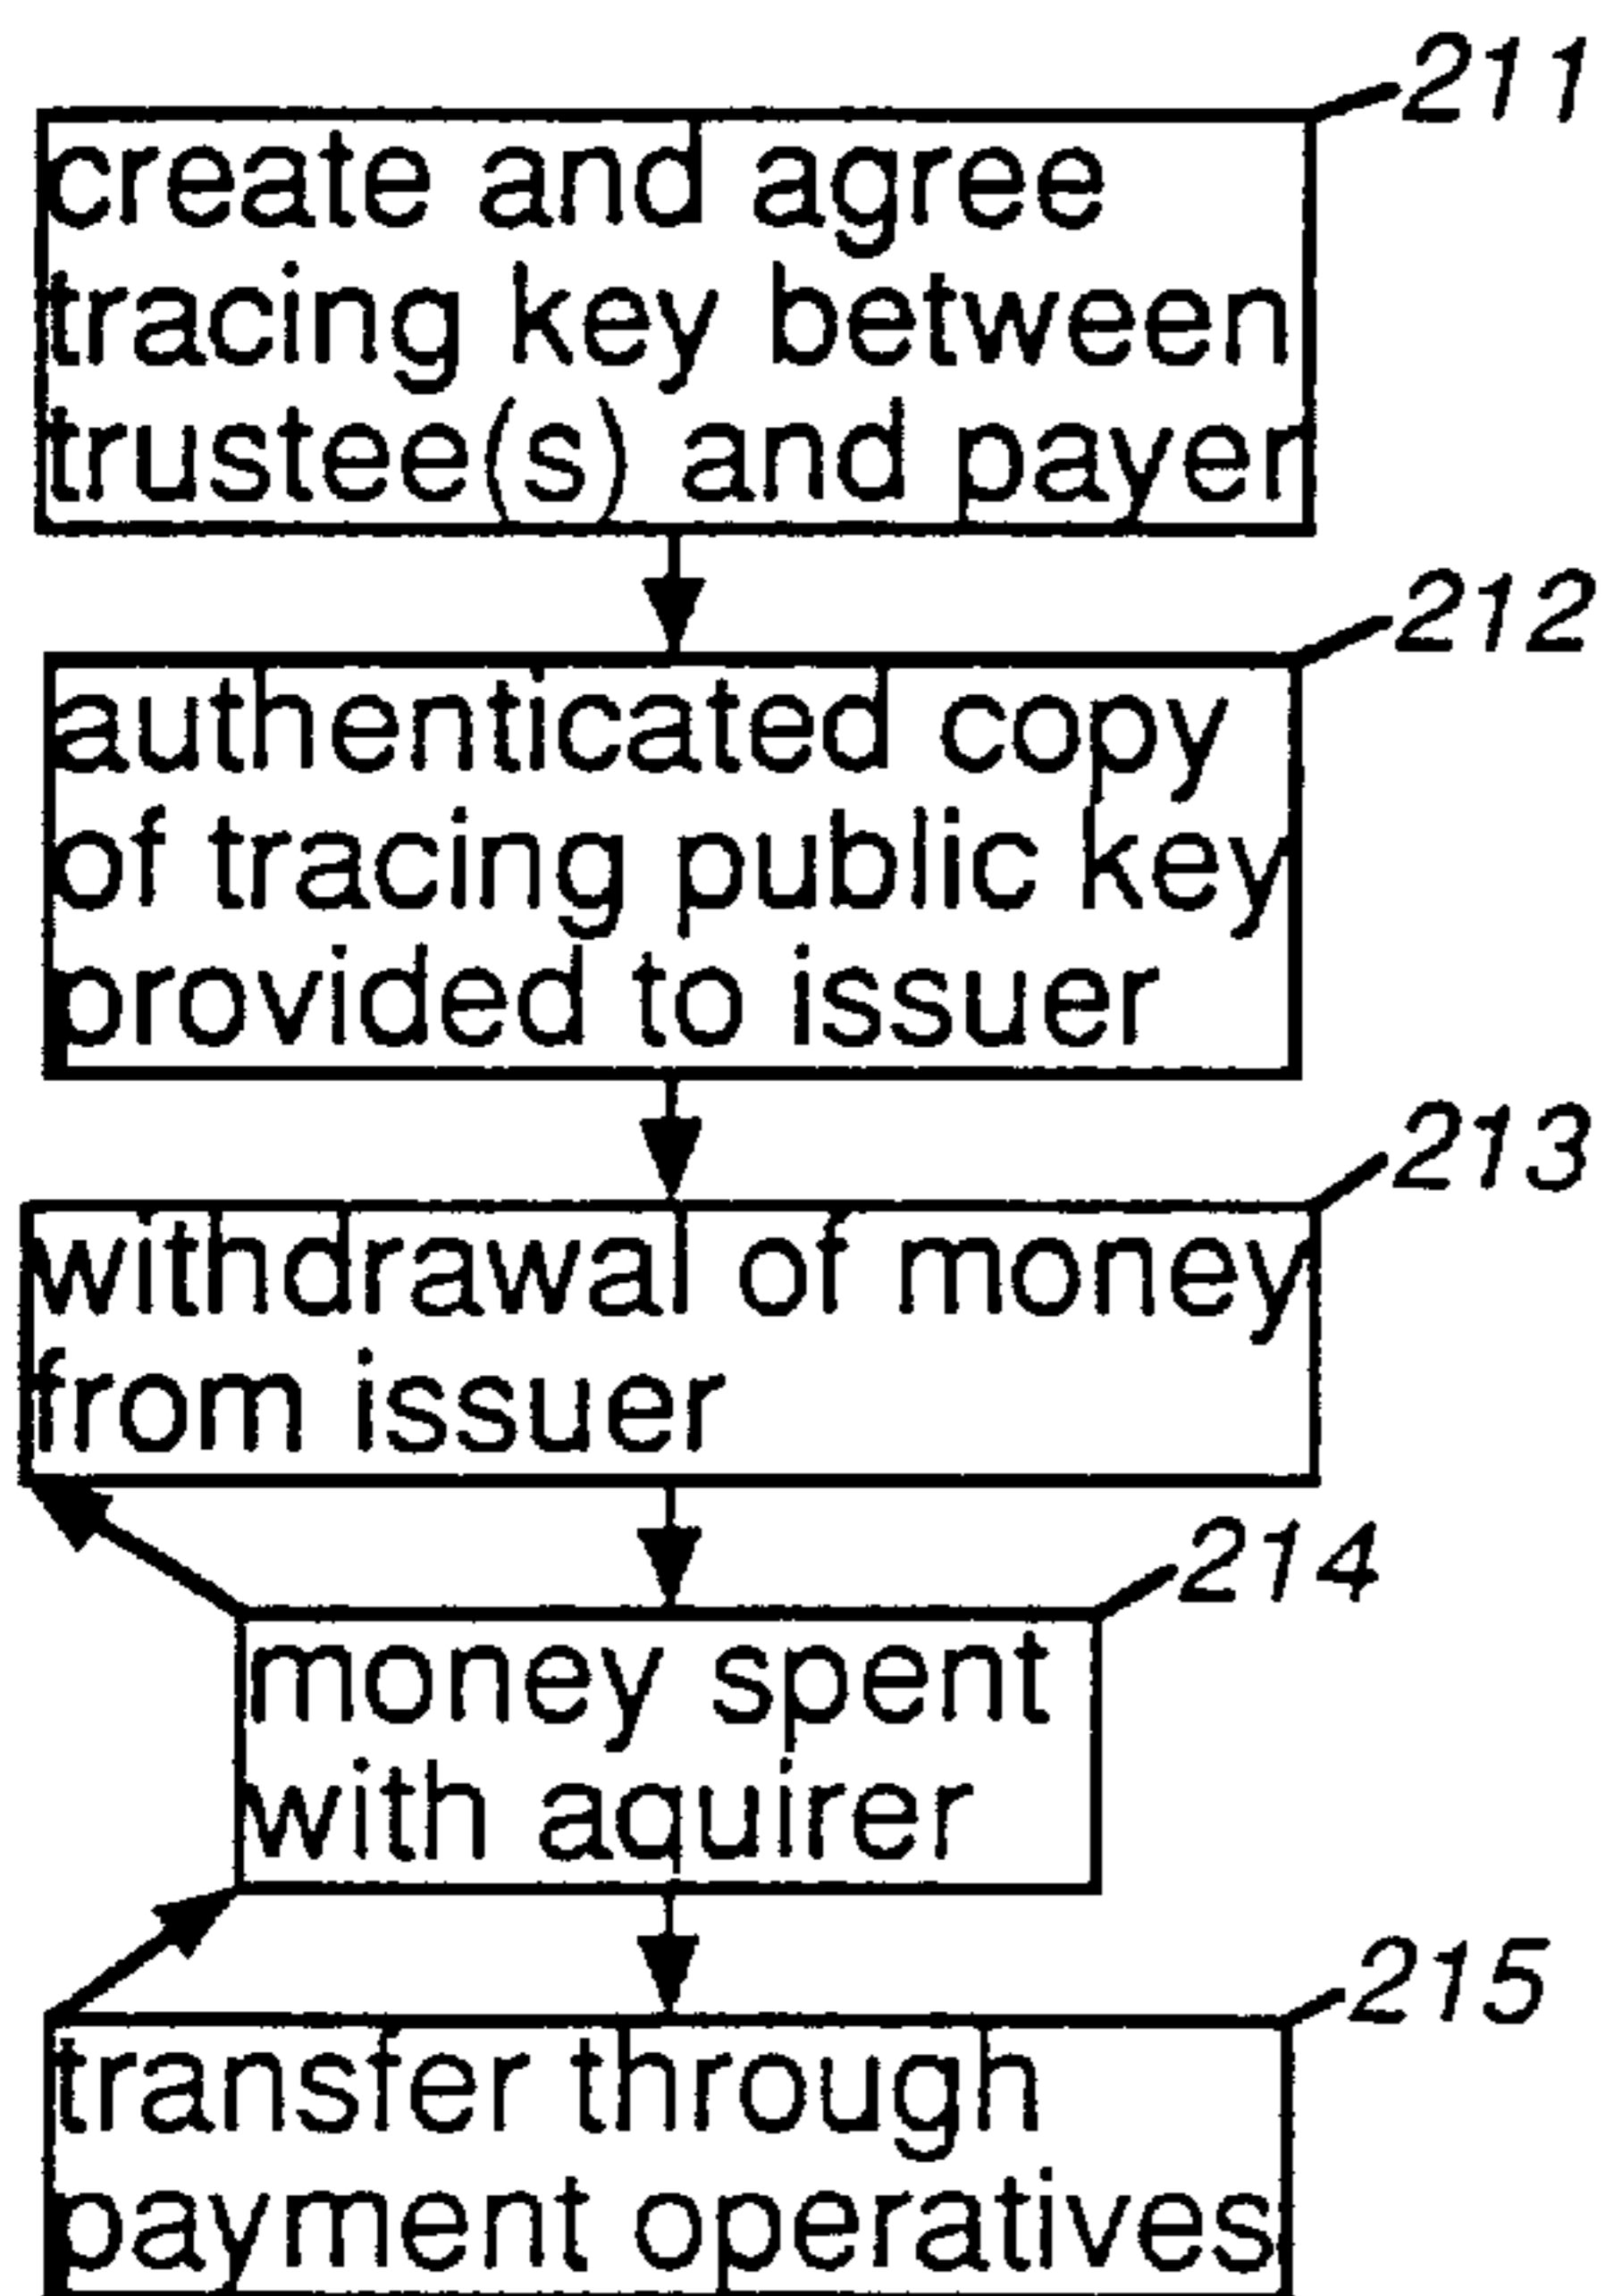 211
create and agree
tracing key between
trustee(s) and payer
212
authenticated copy
of tracing public key
provided to issuer
213
withdrawal of money
from issuer
214
money spent
with aquirer
215
transfer through
payment operatives